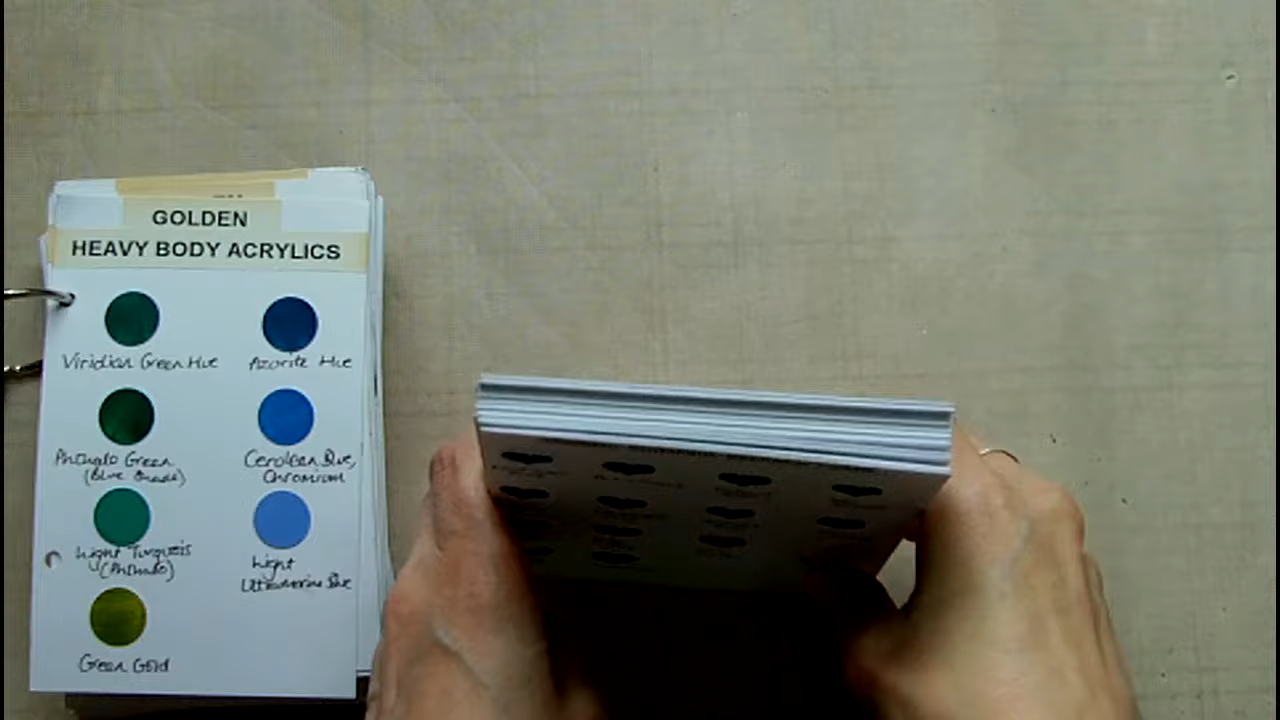 GOLDEN
HEAVY BODY ACRYLICS
Viridian Green Hue
Azurite Hue
Phthalo Green
(Blue Shade)
Cerulean Blue,
Chromium
Light Turquois
(Phthalo)
Light
Ultramarine Blue
Green Gold